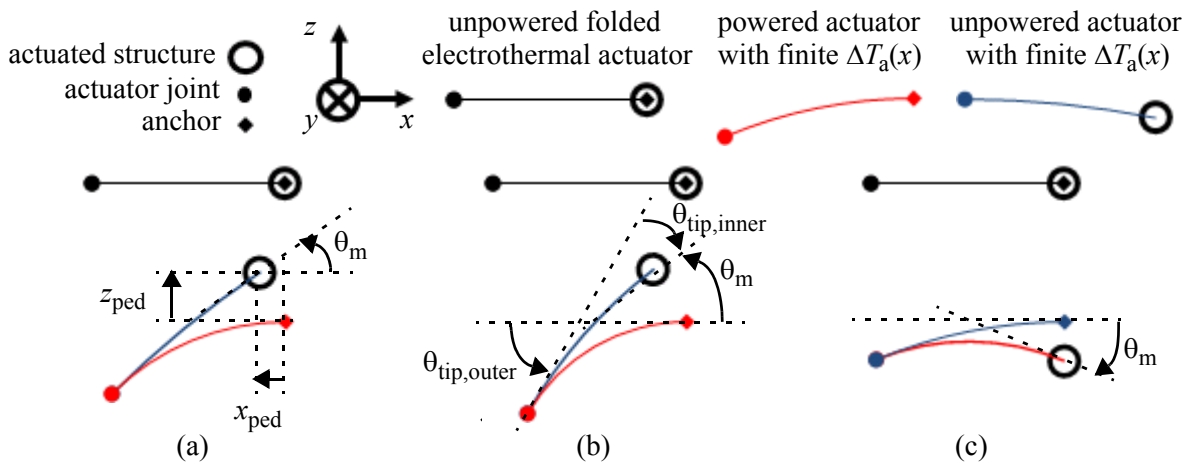 actuated structure
actuator joint
anchor
z
y
x
unpowered folded
electrothermal actuator
powered actuator
with finite ΔTa(x)
unpowered actuator
with finite ΔTa(x)
θm
zped
xped
(a)
θtip,inner
θm
θtip,outer
(b)
θm
(c)